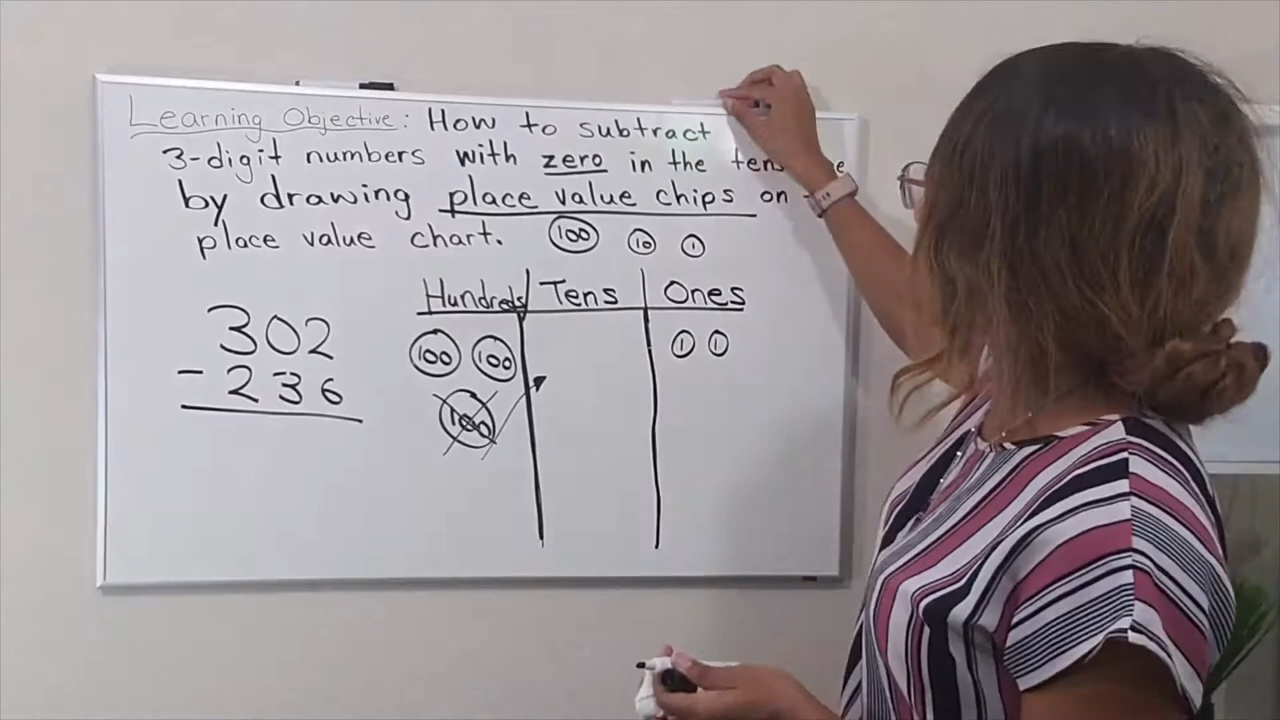 Learning Objective: How to subtract
3-digit numbers with zero in the
by drawing place value chips on
place value chart. 100 10 1
Hundreds Tens Ones
302
- 236
100 100
1 1
100